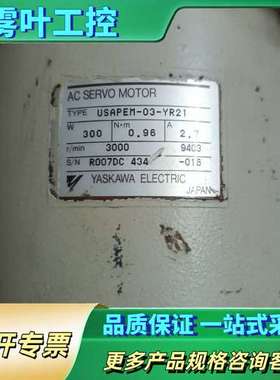 雾叶工控
AC SERVO MOTOR
TYPE USAPEM-03-YR21
W 300 N·m 0.96 A 2.7
r/min 3000 9403
S/N R007DC 434 -018
YASKAWA ELECTRIC
JAPAN
开专票
品质保证 一站式采
更多产品规格咨询客